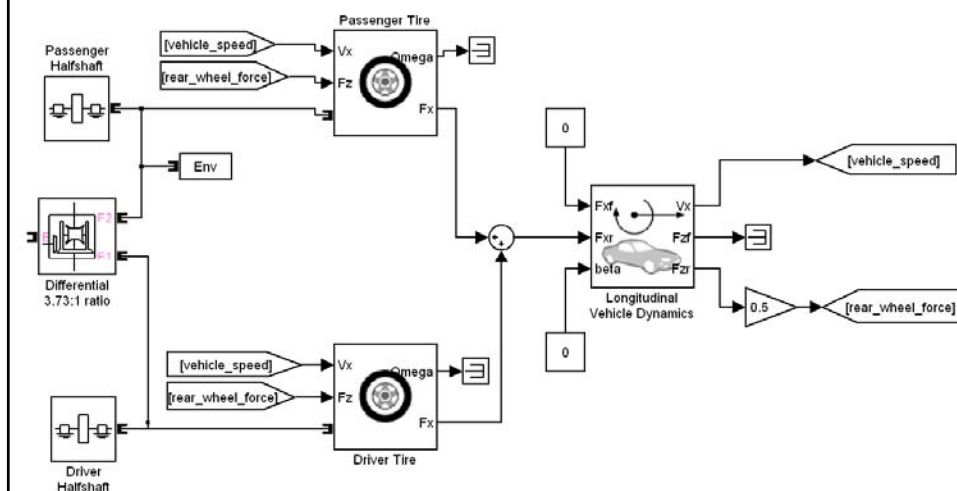 Passenger Tire
[vehicle_speed]
Vx
Omega
[rear_wheel_force]
Fz
Fx
Passenger
Halfshaft
Env
F2
B
F1
Differential
3.73:1 ratio
0
Fxf
Vx
[vehicle_speed]
Fxr
Fzf
beta
Fzr
Longitudinal
Vehicle Dynamics
0.5
[rear_wheel_force]
0
[vehicle_speed]
Vx
Omega
[rear_wheel_force]
Fz
Fx
Driver Tire
Driver
Halfshaft